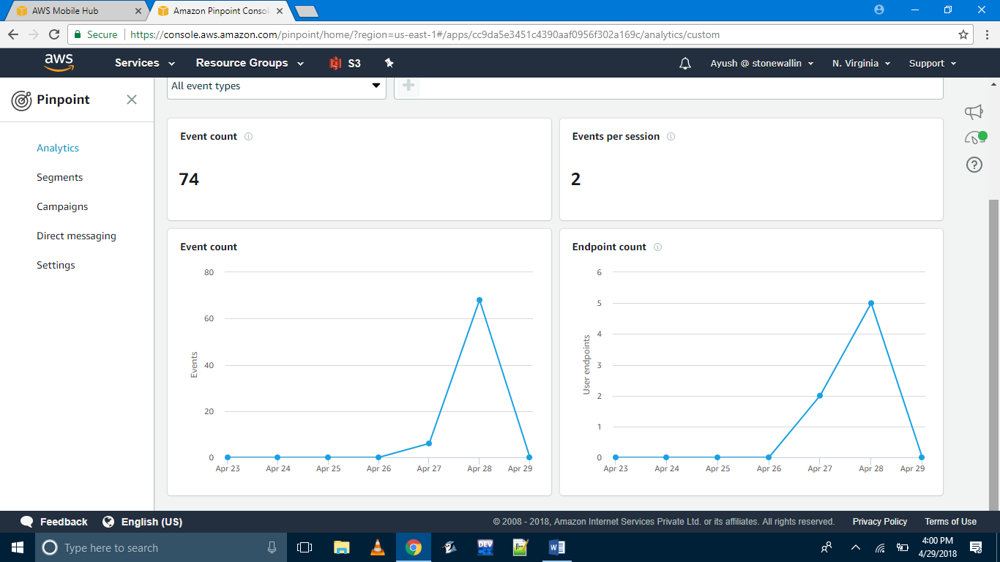 AWS Mobile Hub
Amazon Pinpoint Consol
Secure https://console.aws.amazon.com/pinpoint/home/?region=us-east-1#/apps/cc9da5e3451c4390aaf0956f302a169c/analytics/custom
aws Services Resource Groups S3 Ayush @ stonewallin N. Virginia Support
Pinpoint
Analytics
Segments
Campaigns
Direct messaging
Settings
All event types
Event count
74
Events per session
2
Event count
80
60
40
20
0
Events
Apr 23 Apr 24 Apr 25 Apr 26 Apr 27 Apr 28 Apr 29
Endpoint count
6
5
4
3
2
1
0
User endpoints
Apr 23 Apr 24 Apr 25 Apr 26 Apr 27 Apr 28 Apr 29
Feedback English (US) © 2008 - 2018, Amazon Internet Services Private Ltd. or its affiliates. All rights reserved. Privacy Policy Terms of Use
Type here to search
DEV
4:00 PM
4/29/2018